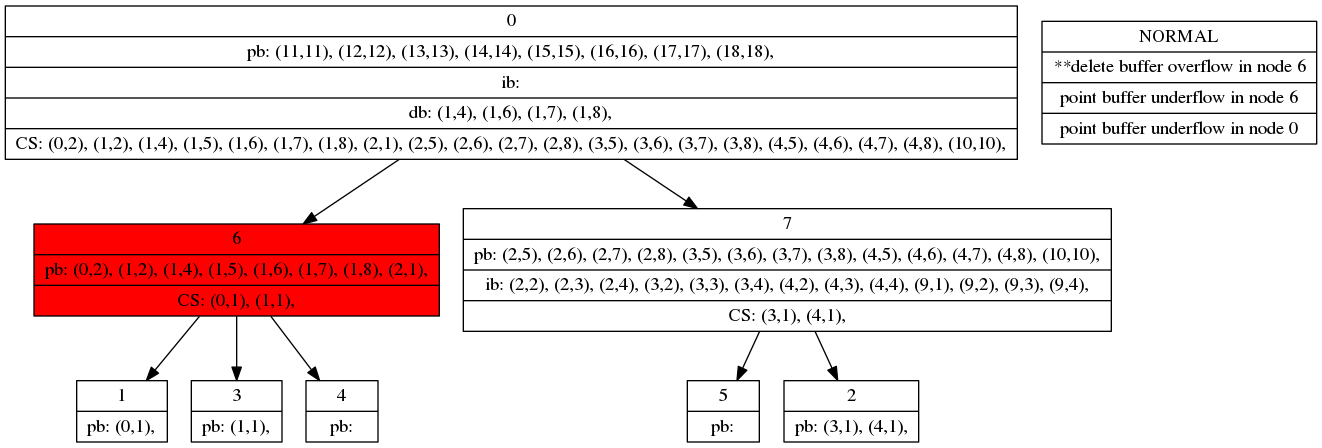 0
pb: (11,11), (12,12), (13,13), (14,14), (15,15), (16,16), (17,17), (18,18),
ib:
db: (1,4), (1,6), (1,7), (1,8),
CS: (0,2), (1,2), (1,4), (1,5), (1,6), (1,7), (1,8), (2,1), (2,5), (2,6), (2,7), (2,8), (3,5), (3,6), (3,7), (3,8), (4,5), (4,6), (4,7), (4,8), (10,10),
NORMAL
**delete buffer overflow in node 6
point buffer underflow in node 6
point buffer underflow in node 0
6
pb: (0,2), (1,2), (1,4), (1,5), (1,6), (1,7), (1,8), (2,1),
CS: (0,1), (1,1),
7
pb: (2,5), (2,6), (2,7), (2,8), (3,5), (3,6), (3,7), (3,8), (4,5), (4,6), (4,7), (4,8), (10,10),
ib: (2,2), (2,3), (2,4), (3,2), (3,3), (3,4), (4,2), (4,3), (4,4), (9,1), (9,2), (9,3), (9,4),
CS: (3,1), (4,1),
1
pb: (0,1),
3
pb: (1,1),
4
pb:
5
pb:
2
pb: (3,1), (4,1),